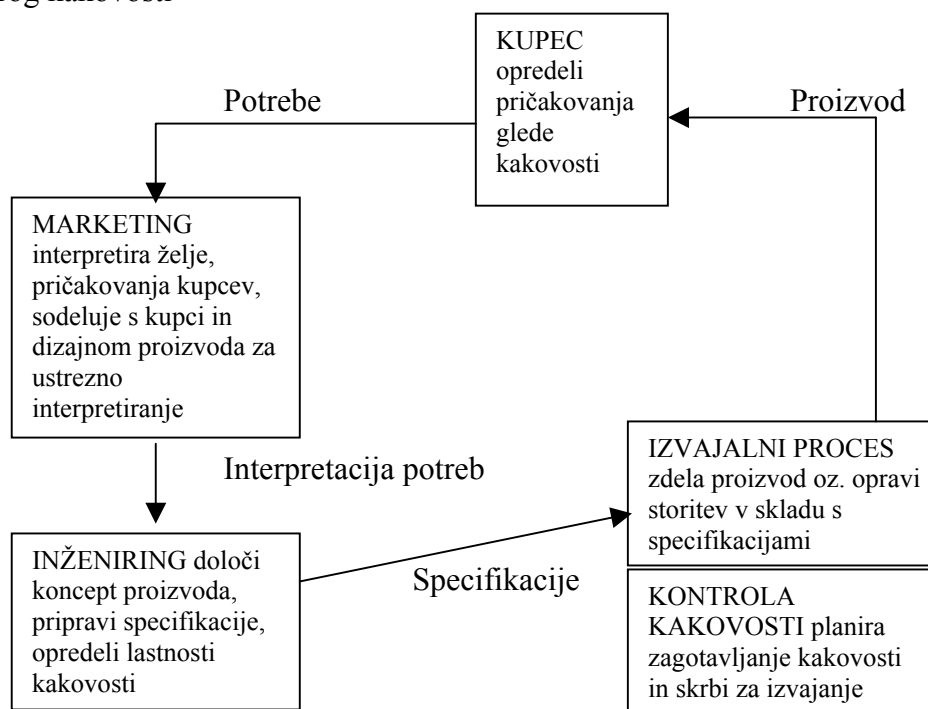 kakovosti
KUPEC
opredeli
pričakovanja
glede
kakovosti
Potrebe
Proizvod
MARKETING
interpretira želje,
pričakovanja kupcev,
sodeluje s kupci in
dizajnom proizvoda za
ustrezno
interpretiranje
Interpretacija potreb
INŽENIRING določi
koncept proizvoda,
pripravi specifikacije,
opredeli lastnosti
kakovosti
Specifikacije
IZVAJALNI PROCES
zdela proizvod oz. opravi
storitev v skladu s
specifikacijami
KONTROLA
KAKOVOSTI planira
zagotavljanje kakovosti
in skrbi za izvajanje